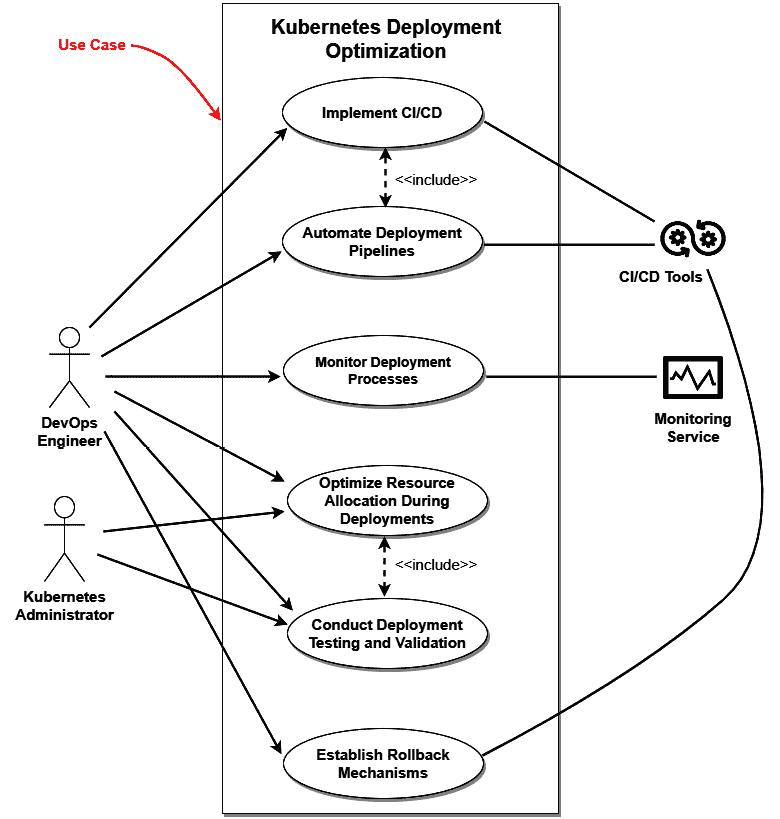 Kubernetes Deployment
Optimization
Use Case
Implement CI/CD
<<include>>
Automate Deployment
Pipelines
CI/CD Tools
Monitor Deployment
Processes
Monitoring
Service
DevOps
Engineer
Optimize Resource
Allocation During
Deployments
<<include>>
Kubernetes
Administrator
Conduct Deployment
Testing and Validation
Establish Rollback
Mechanisms